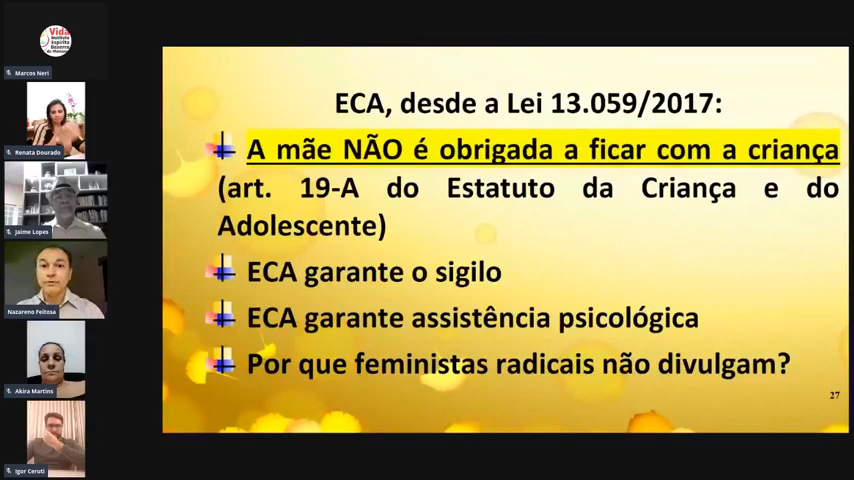 Vida
Instituto
Espírita
Bezerra
de Menezes
Marcos Neri
Renata Dourado
Jaime Lopes
Nazareno Feitosa
Akira Martins
Igor Ceruti
ECA, desde a Lei 13.059/2017:
A mãe NÃO é obrigada a ficar com a criança
(art. 19-A do Estatuto da Criança e do
Adolescente)
ECA garante o sigilo
ECA garante assistência psicológica
Por que feministas radicais não divulgam?
27